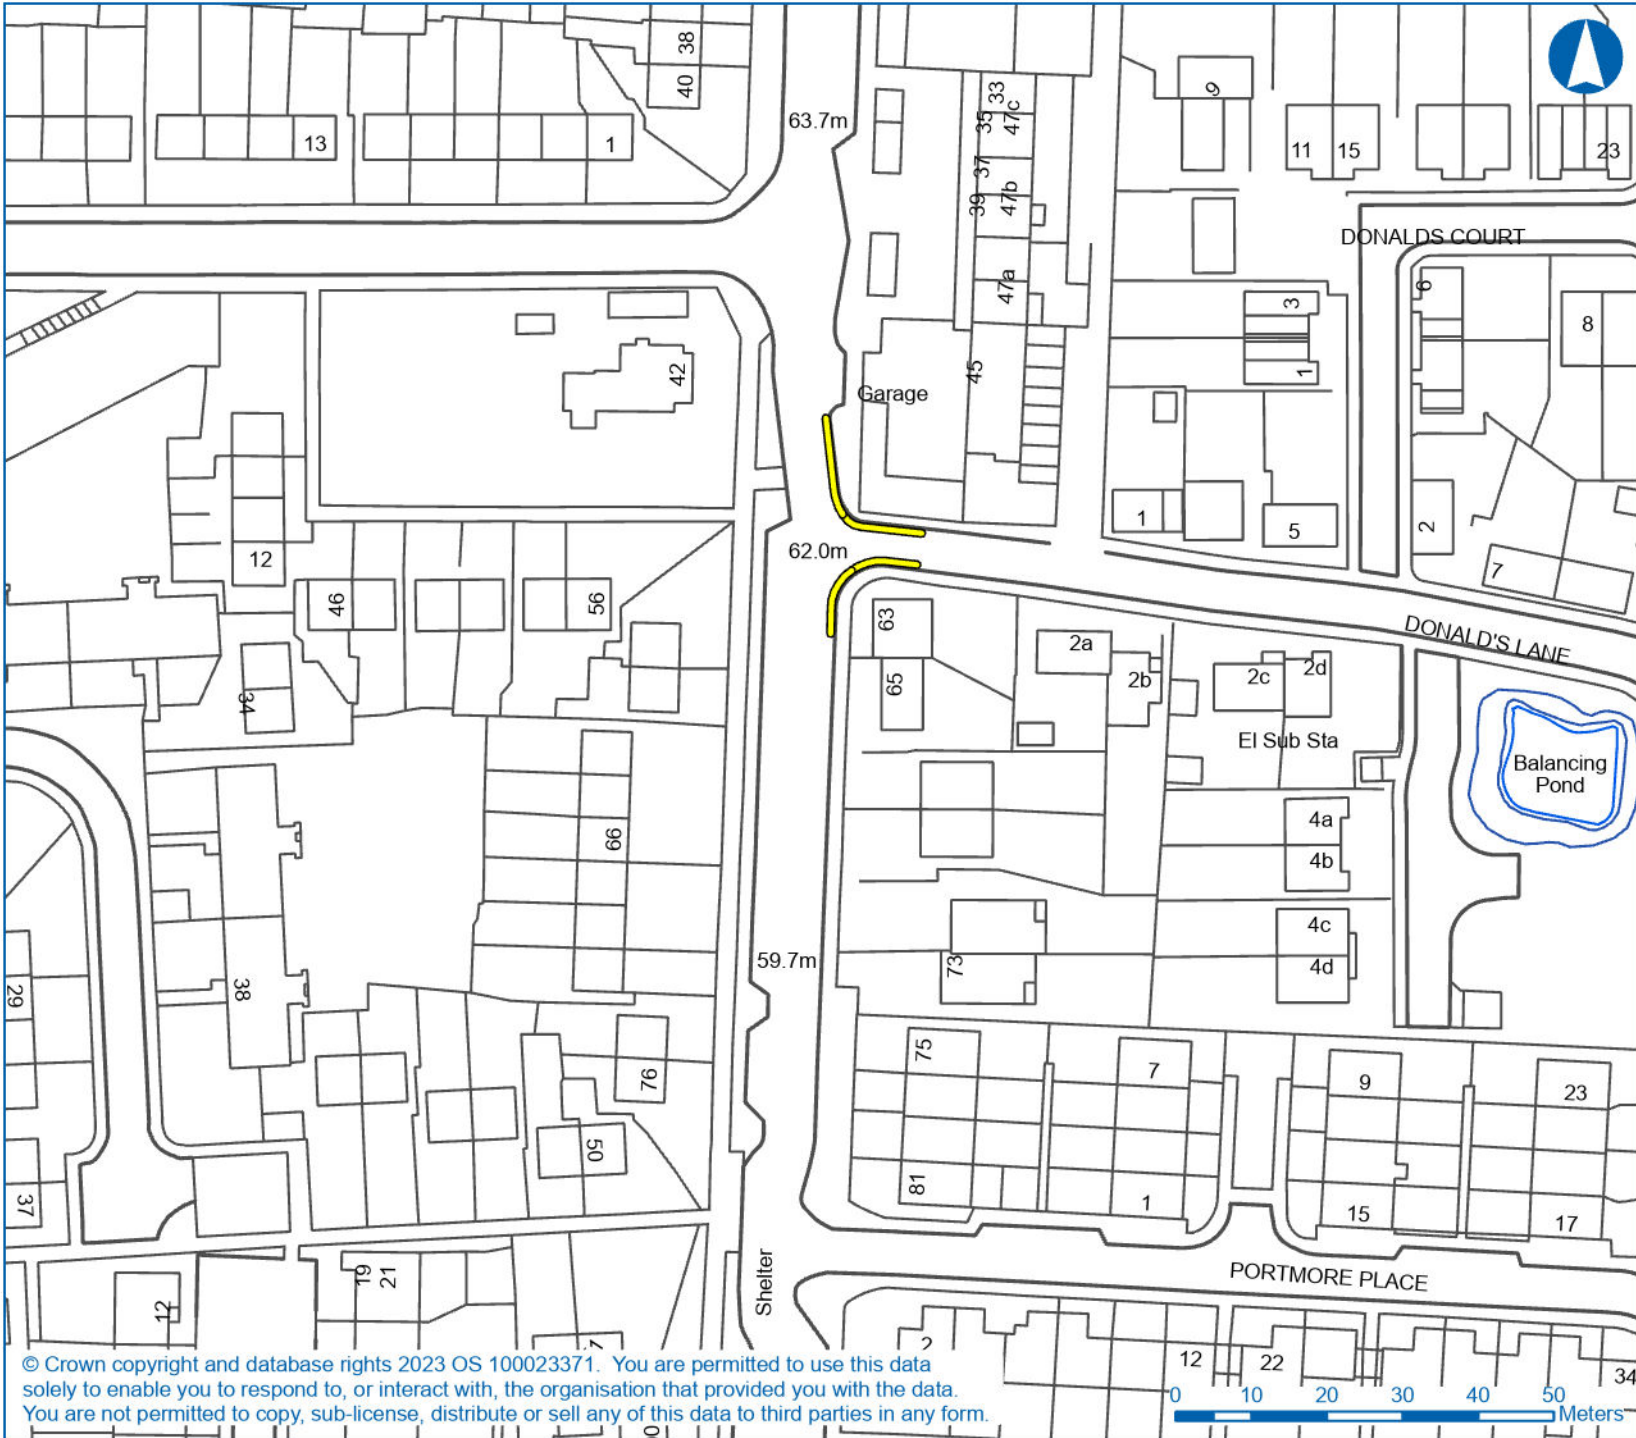 38
40
63.7m
33
35
47c
37
47b
39
47a
9
11
15
23
13
1
DONALDS COURT
3
6
8
42
45
1
Garage
1
5
2
7
62.0m
12
46
56
63
65
2a
2b
2c
2d
DONALD'S LANE
El Sub Sta
Balancing
Pond
34
66
4a
4b
4c
4d
59.7m
73
38
29
75
7
9
23
76
50
81
1
15
17
37
Shelter
PORTMORE PLACE
19
21
12
2
12
22
34
© Crown copyright and database rights 2023 OS 100023371. You are permitted to use this data
solely to enable you to respond to, or interact with, the organisation that provided you with the data.
You are not permitted to copy, sub-license, distribute or sell any of this data to third parties in any form.
0 10 20 30 40 50
Meters